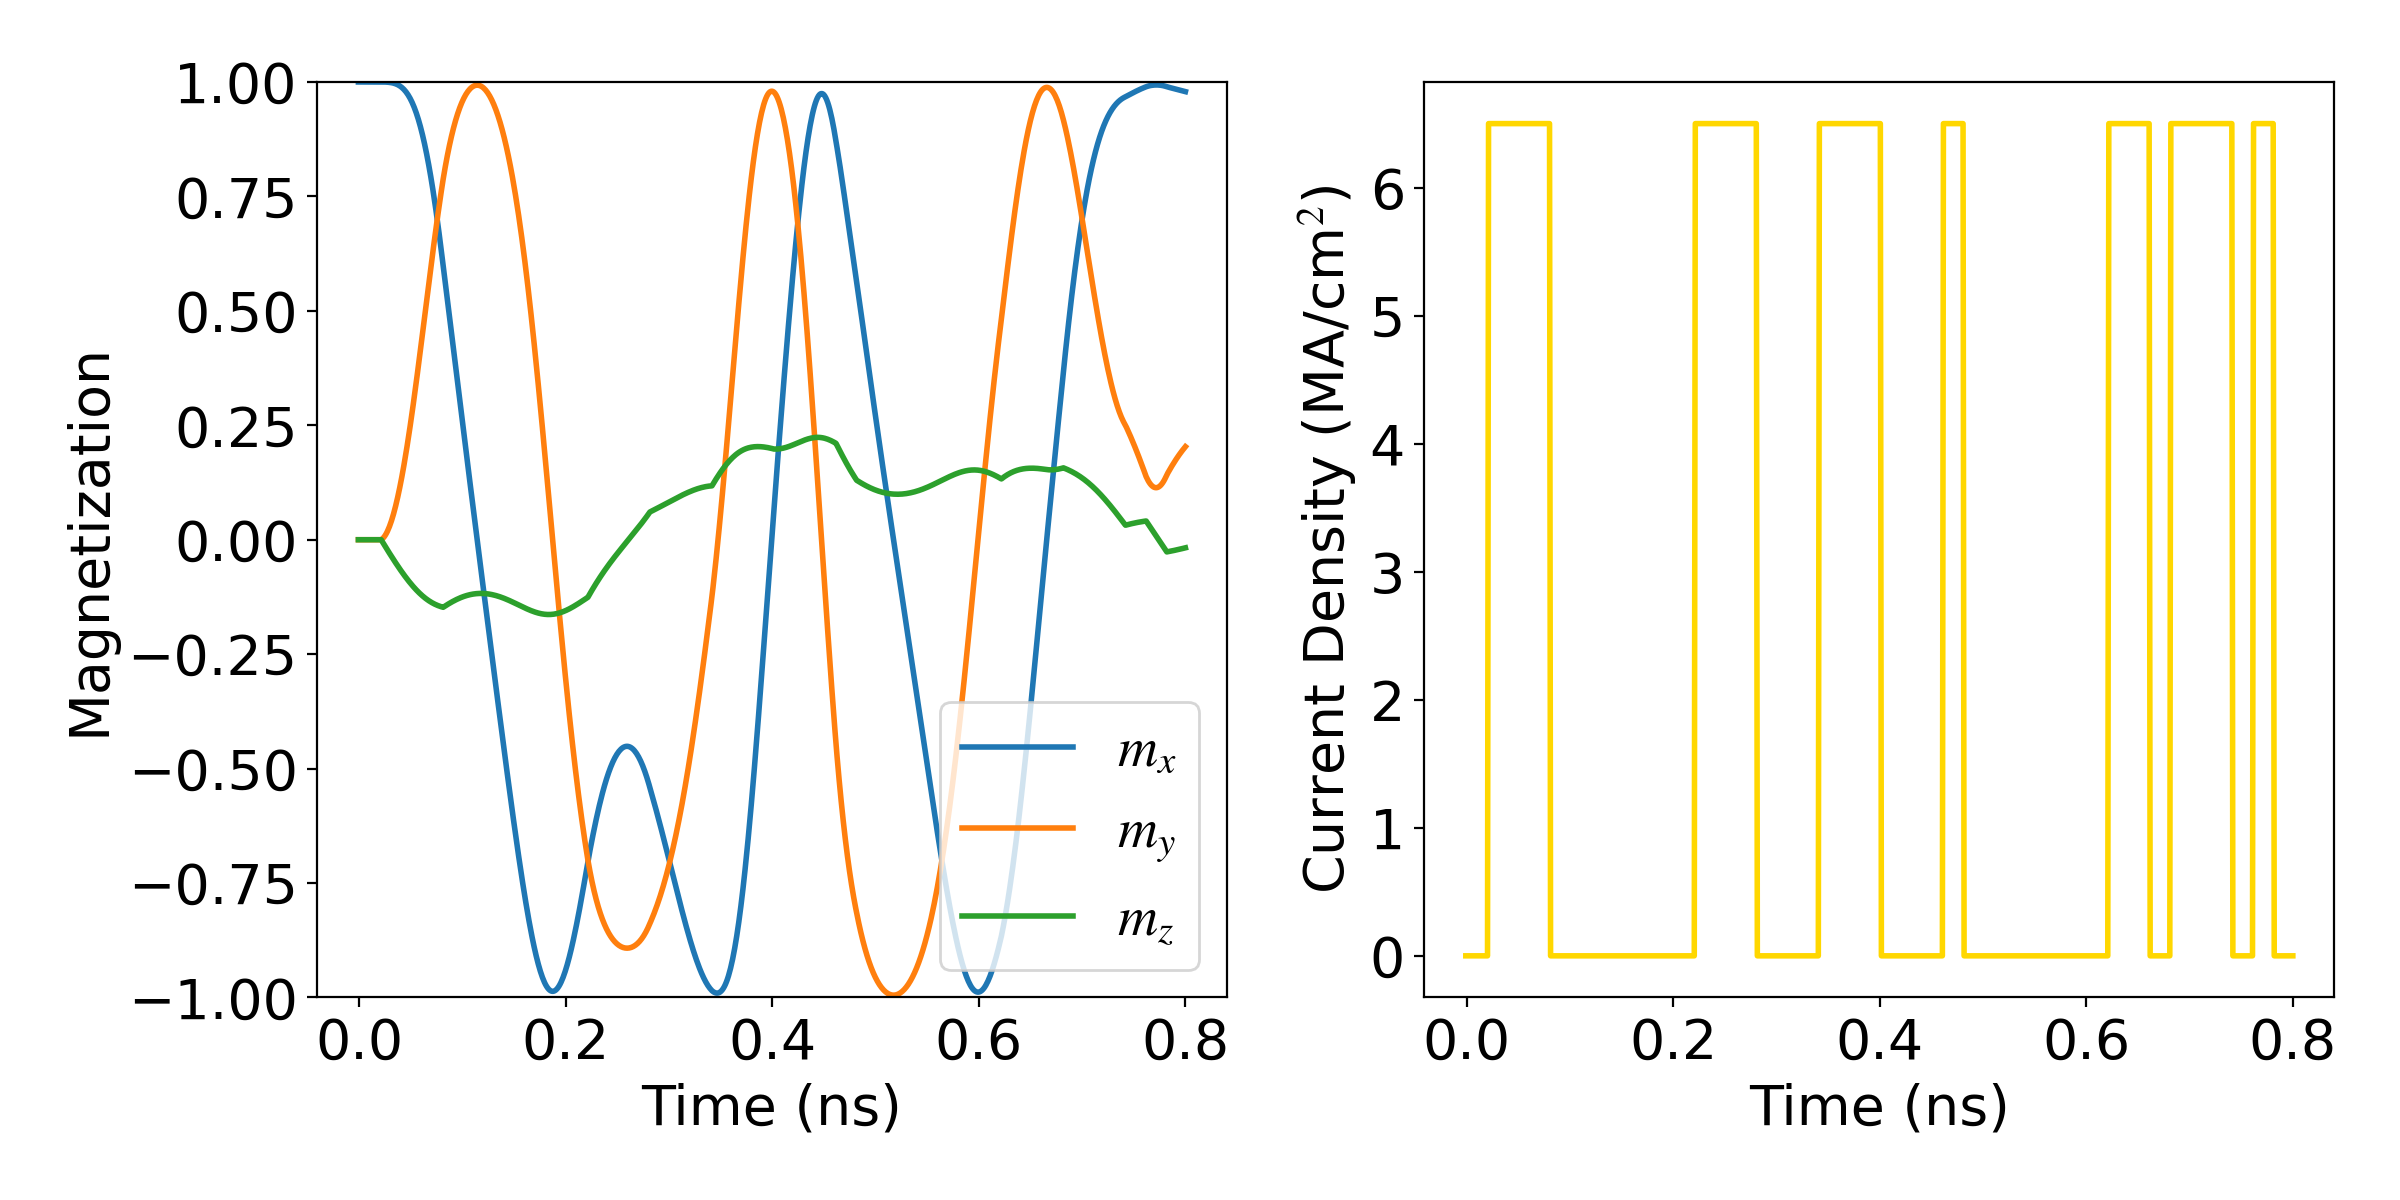 1.00
0.75
0.50
0.25
0.00
−0.25
−0.50
−0.75
−1.00
Magnetization
0.0 0.2 0.4 0.6 0.8
Time (ns)
m_x
m_y
m_z
6
5
4
3
2
1
0
Current Density (MA/cm²)
0.0 0.2 0.4 0.6 0.8
Time (ns)